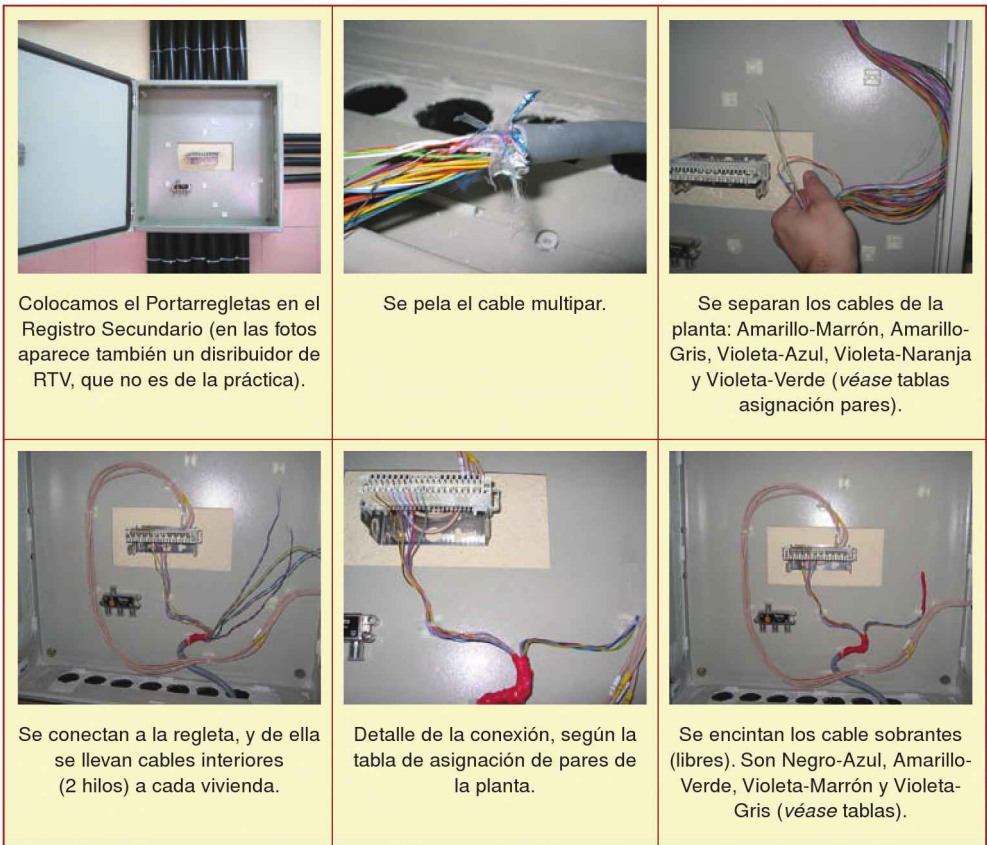 Colocamos el Portarregletas en el
Registro Secundario (en las fotos
aparece también un disribuidor de
RTV, que no es de la práctica).
Se pela el cable multipar.
Se separan los cables de la
planta: Amarillo-Marrón, Amarillo-
Gris, Violeta-Azul, Violeta-Naranja
y Violeta-Verde (véase tablas
asignación pares).
Se conectan a la regleta, y de ella
se llevan cables interiores
(2 hilos) a cada vivienda.
Detalle de la conexión, según la
tabla de asignación de pares de
la planta.
Se encintan los cable sobrantes
(libres). Son Negro-Azul, Amarillo-
Verde, Violeta-Marrón y Violeta-
Gris (véase tablas).